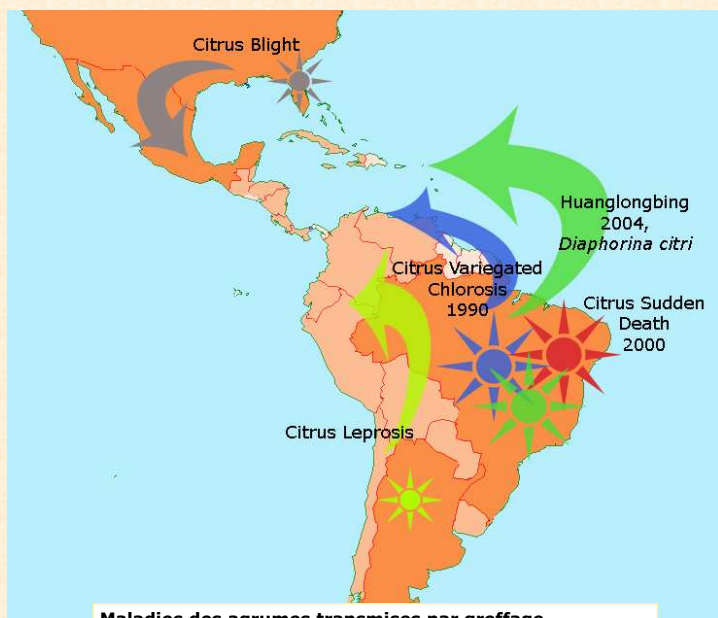 Citrus Blight
Huanglongbing
2004,
Diaphorina citri
Citrus Variegated
Chlorosis
1990
Citrus Sudden
Death
2000
Citrus Leprosis
Maladies des agrumes transmises par greffage